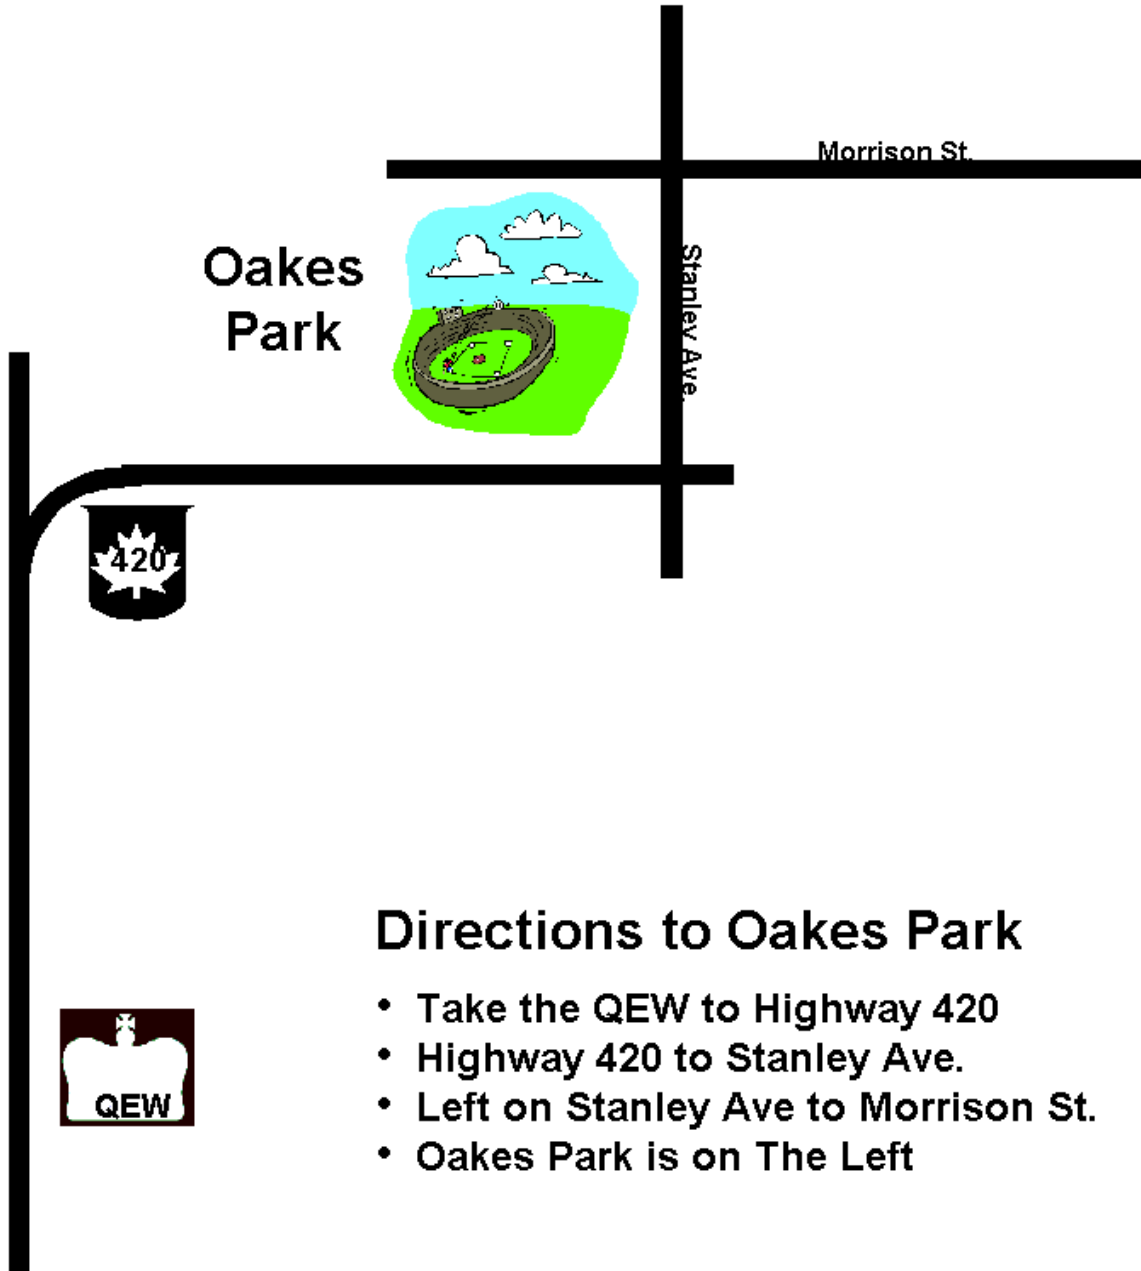 Morrison St.
Oakes
Park
Stanley Ave.
420
Directions to Oakes Park
• Take the QEW to Highway 420
• Highway 420 to Stanley Ave.
• Left on Stanley Ave to Morrison St.
• Oakes Park is on The Left
QEW